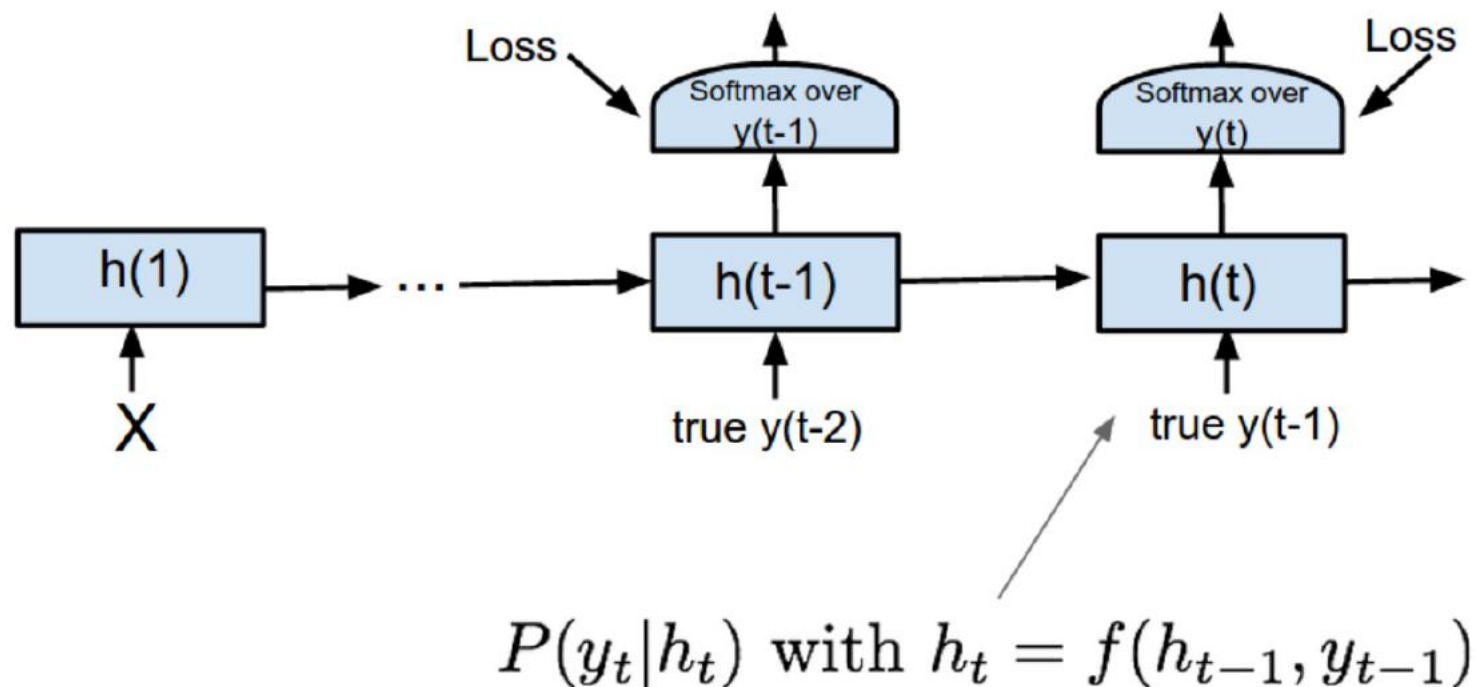 Loss
Softmax over
y(t-1)
Softmax over
y(t)
Loss
h(1)
...
h(t-1)
h(t)
X
true y(t-2)
true y(t-1)
P(y_t|h_t) with h_t = f(h_{t-1}, y_{t-1})